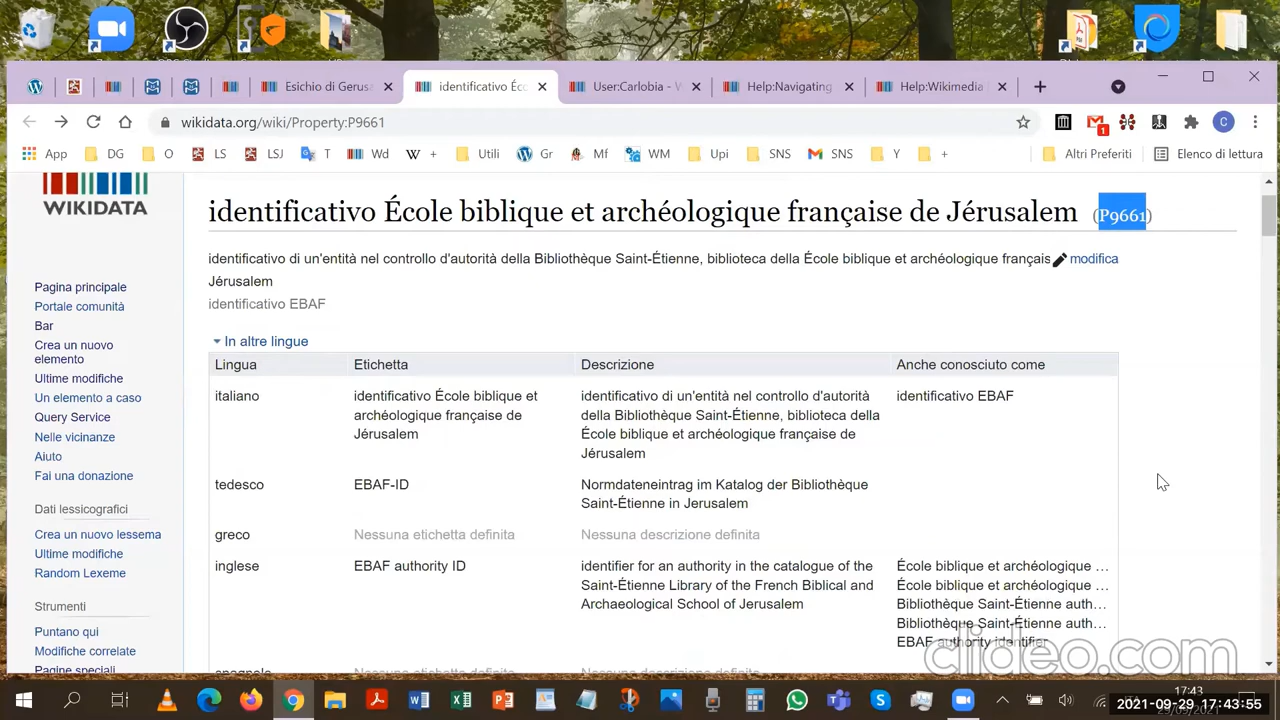 Esichio di Gerus
identificativo Éco
User:Carlobia - W
Help:Navigating
Help:Wikimedia
wikidata.org/wiki/Property:P9661
App DG O LS LSJ T Wd + Utili Gr Mf WM Upi SNS SNS Y + Altri Preferiti Elenco di lettura
WIKIDATA
identificativo École biblique et archéologique française de Jérusalem (P9661)
identificativo di un'entità nel controllo d'autorità della Bibliothèque Saint-Étienne, biblioteca della École biblique et archéologique français modifica
Jérusalem
identificativo EBAF
In altre lingue
Lingua Etichetta Descrizione Anche conosciuto come
italiano identificativo École biblique et identificativo di un'entità nel controllo d'autorità identificativo EBAF
archéologique française de della Bibliothèque Saint-Étienne, biblioteca della
Jérusalem École biblique et archéologique française de
Jérusalem
tedesco EBAF-ID Normdateneintrag im Katalog der Bibliothèque
Saint-Étienne in Jerusalem
greco Nessuna etichetta definita Nessuna descrizione definita
inglese EBAF authority ID identifier for an authority in the catalogue of the École biblique et archéologique ...
Saint-Étienne Library of the French Biblical and École biblique et archéologique ...
Archaeological School of Jerusalem Bibliothèque Saint-Étienne auth...
Bibliothèque Saint-Étienne auth...
EBAF authority identifier
spagnolo Nessuna etichetta definita Nessuna descrizione definita
Pagina principale
Portale comunità
Bar
Crea un nuovo
elemento
Ultime modifiche
Un elemento a caso
Query Service
Nelle vicinanze
Aiuto
Fai una donazione
Dati lessicografici
Crea un nuovo lessema
Ultime modifiche
Random Lexeme
Strumenti
Puntano qui
Modifiche correlate
Pagine speciali
clideo.com
17:43
2021-09-29 17:43:55